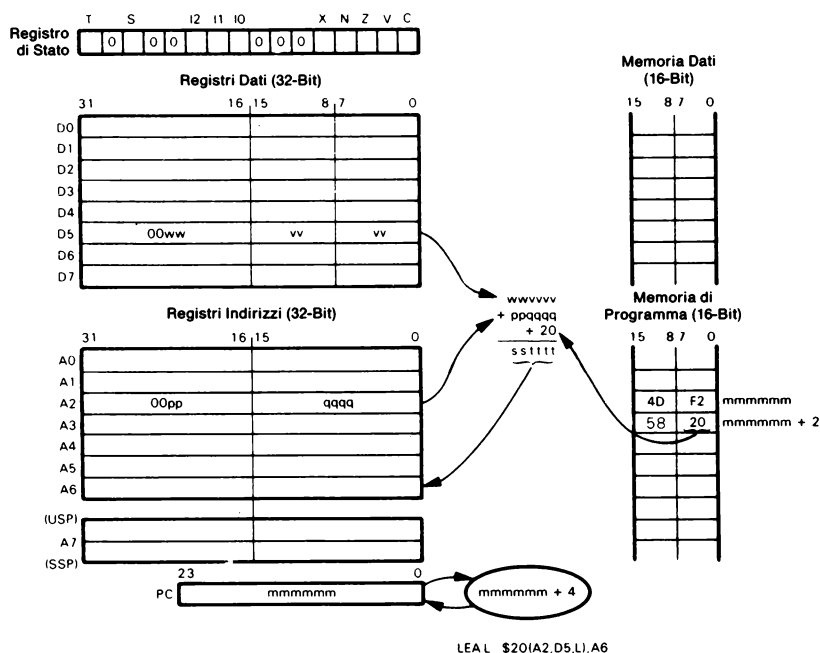 T S I2 I1 I0 X N Z V C
Registro
di Stato
0 0 0 0 0 0
Registri Dati (32-Bit)
31 16 15 8 7 0
D0
D1
D2
D3
D4
D5 00ww vv vv
D6
D7
Memoria Dati
(16-Bit)
15 8 7 0
wwvvvv
+ ppqqqq
+ 20
sstttt
Registri Indirizzi (32-Bit)
31 16 15 0
A0
A1
A2 00pp qqqq
A3
A4
A5
A6
(USP)
A7
(SSP)
Memoria di
Programma (16-Bit)
15 8 7 0
4D F2 mmmmmm
58 20 mmmmmm + 2
23 0
PC mmmmmmm
mmmmmm + 4
LEA L $20(A2,D5,L),A6